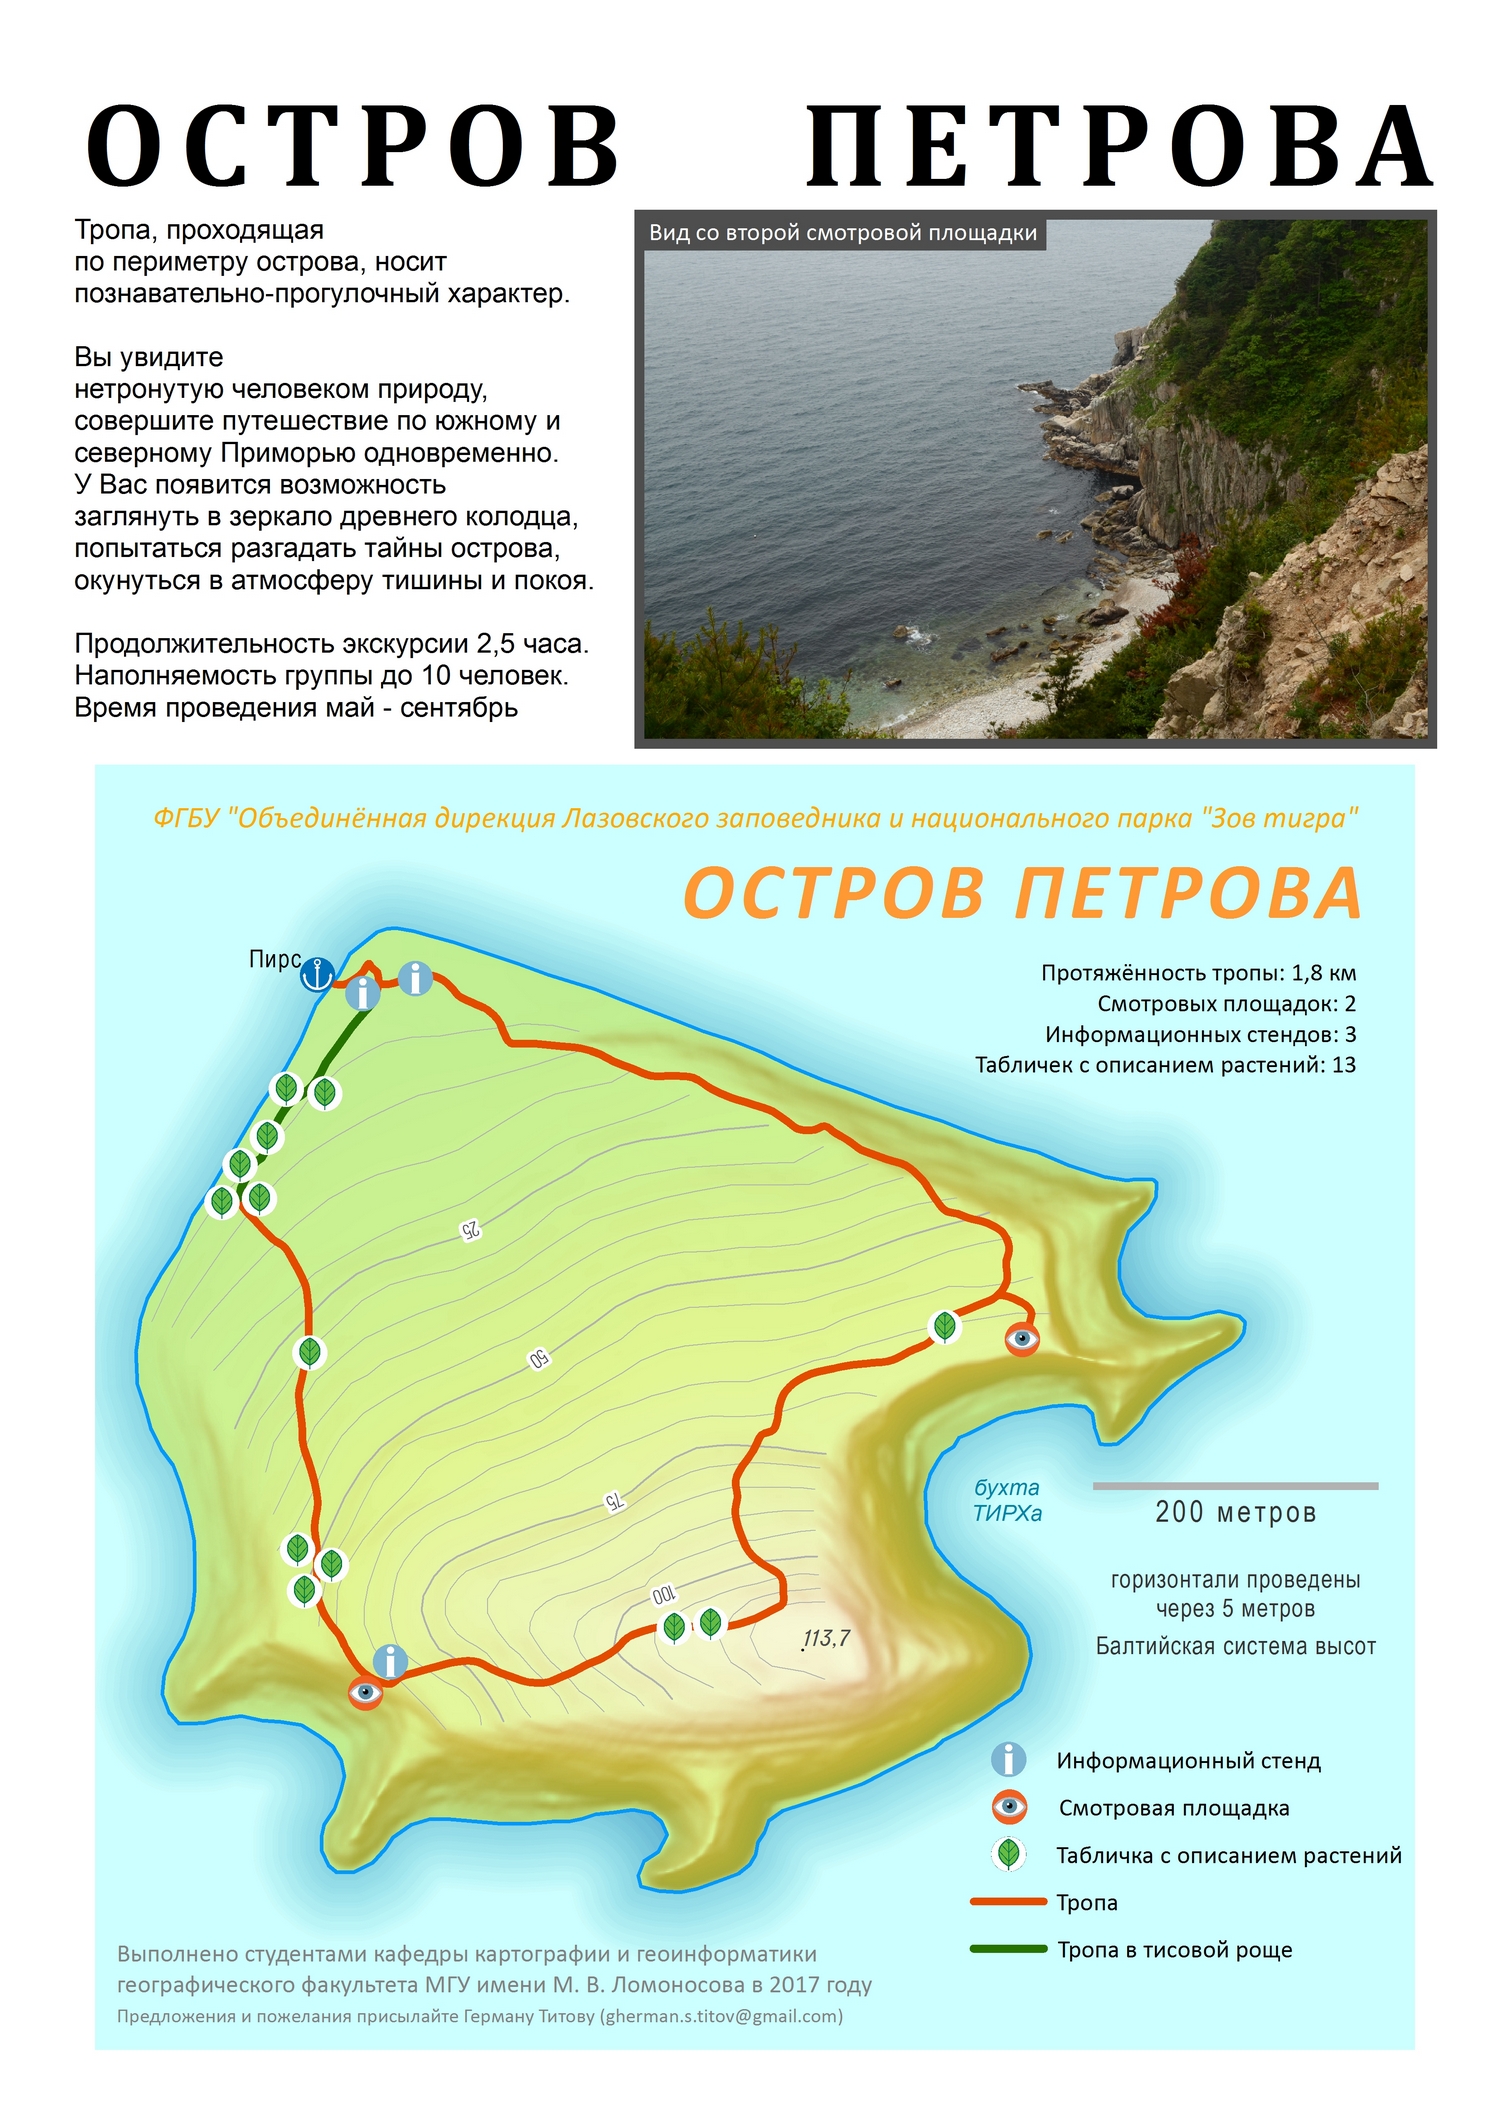 ОСТРОВ ПЕТРОВА
Тропа, проходящая
по периметру острова, носит
познавательно-прогулочный характер.
Вы увидите
нетронутую человеком природу,
совершите путешествие по южному и
северному Приморью одновременно.
У Вас появится возможность
заглянуть в зеркало древнего колодца,
попытаться разгадать тайны острова,
окунуться в атмосферу тишины и покоя.
Продолжительность экскурсии 2,5 часа.
Наполняемость группы до 10 человек.
Время проведения май - сентябрь
Вид со второй смотровой площадки
ФГБУ "Объединённая дирекция Лазовского заповедника и национального парка "Зов тигра"
ОСТРОВ ПЕТРОВА
Пирс
Протяжённость тропы: 1,8 км
Смотровых площадок: 2
Информационных стендов: 3
Табличек с описанием растений: 13
25
50
75
100
113,7
бухта
ТИРХа
200 метров
горизонтали проведены
через 5 метров
Балтийская система высот
Информационный стенд
Смотровая площадка
Табличка с описанием растений
Тропа
Тропа в тисовой роще
Выполнено студентами кафедры картографии и геоинформатики
географического факультета МГУ имени М. В. Ломоносова в 2017 году
Предложения и пожелания присылайте Герману Титову (gherman.s.titov@gmail.com)